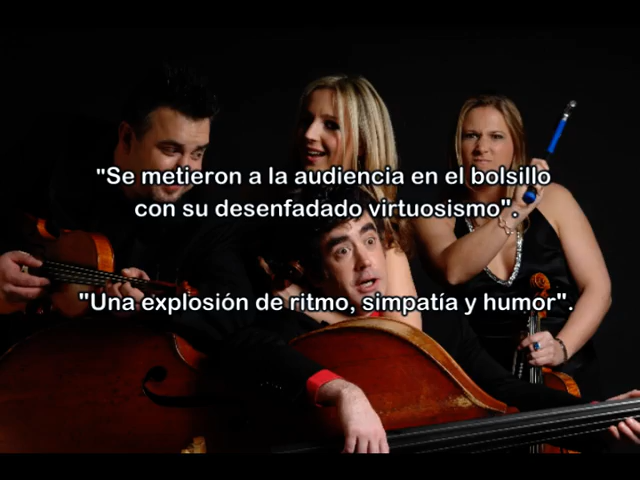 "Se metieron a la audiencia en el bolsillo
con su desenfadado virtuosismo".
"Una explosión de ritmo, simpatía y humor".